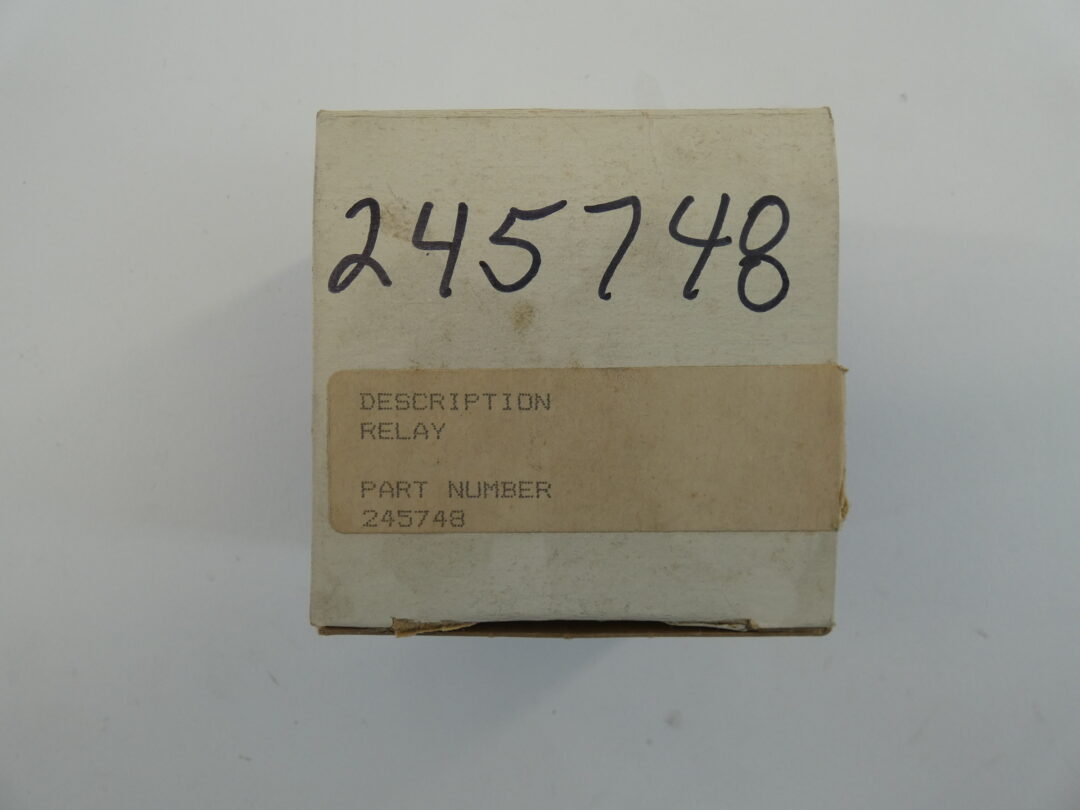 245748
DESCRIPTION
RELAY
PART NUMBER
245748